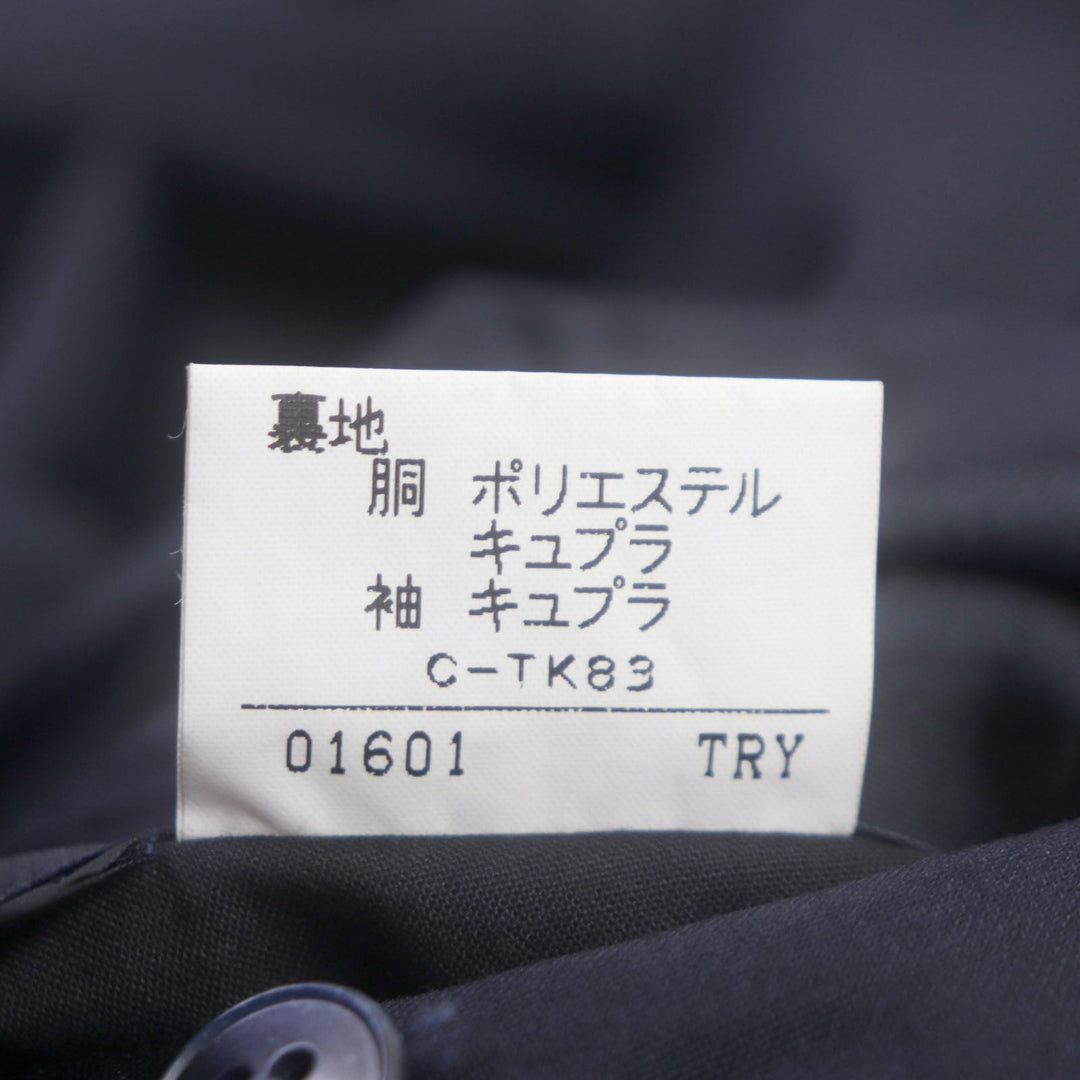 裏地
胴 ポリエステル
キュプラ
袖 キュプラ
C-TK83
01601 TRY